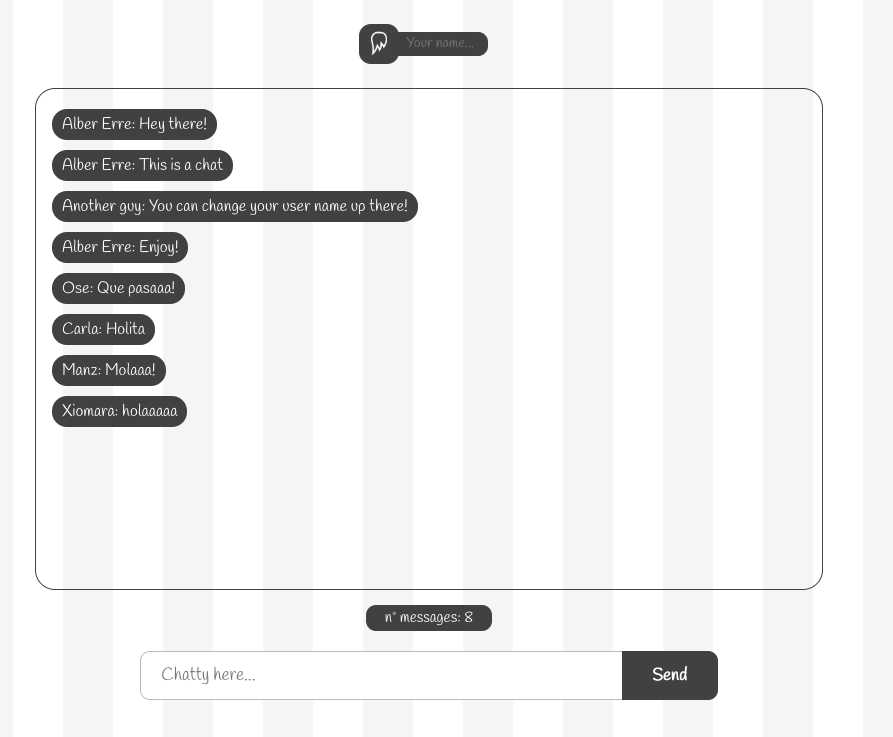 Your name...
Alber Erre: Hey there!
Alber Erre: This is a chat
Another guy: You can change your user name up there!
Alber Erre: Enjoy!
Ose: Que pasaaa!
Carla: Holita
Manz: Molaaa!
Xiomara: holaaaaa
n° messages: 8
Chatty here...
Send